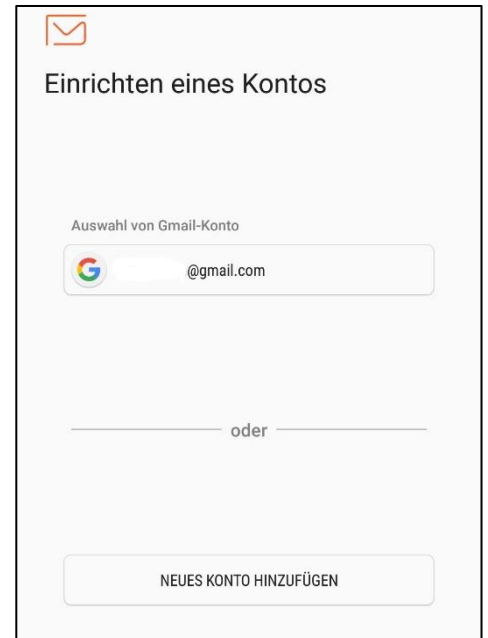 Einrichten eines Kontos
Auswahl von Gmail-Konto
@gmail.com
oder
NEUES KONTO HINZUFÜGEN